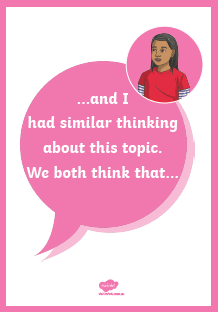 ...and I
had similar thinking
about this topic.
We both think that...